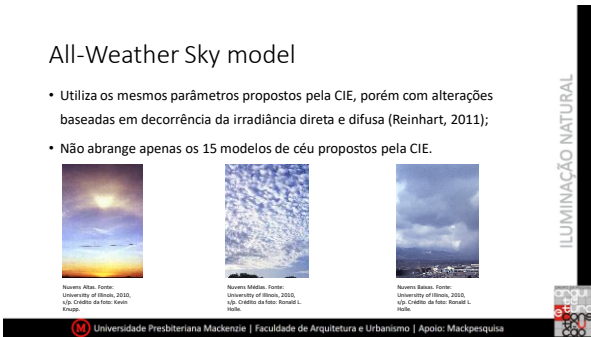 All-Weather Sky model
• Utiliza os mesmos parâmetros propostos pela CIE, porém com alterações
baseadas em decorrência da irradiância direta e difusa (Reinhart, 2011);
• Não abrange apenas os 15 modelos de céu propostos pela CIE.
Nuvens Altas. Fonte:
University of Illinois, 2010,
s/p. Crédito da foto: Kevin
Knupp.
Nuvens Médias. Fonte:
University of Illinois, 2010,
s/p. Crédito da foto: Ronald L.
Holle.
Nuvens Baixas. Fonte:
University of Illinois, 2010,
s/p. Crédito da foto: Ronald L.
Holle.
ILUMINAÇÃO NATURAL
M Universidade Presbiteriana Mackenzie | Faculdade de Arquitetura e Urbanismo | Apoio: Mackpesquisa